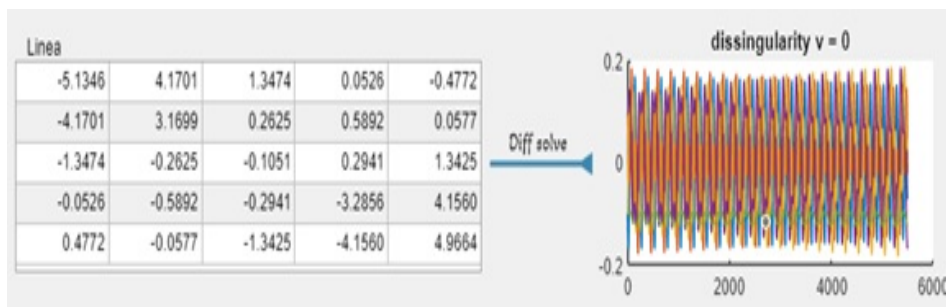 Linea
-5.1346 4.1701 1.3474 0.0526 -0.4772
-4.1701 3.1699 0.2625 0.5892 0.0577
-1.3474 -0.2625 -0.1051 0.2941 1.3425
-0.0526 -0.5892 -0.2941 -3.2856 4.1560
0.4772 -0.0577 -1.3425 -4.1560 4.9664
Diff solve
dissingularity v = 0
0.2
0
-0.2
0 2000 4000 6000